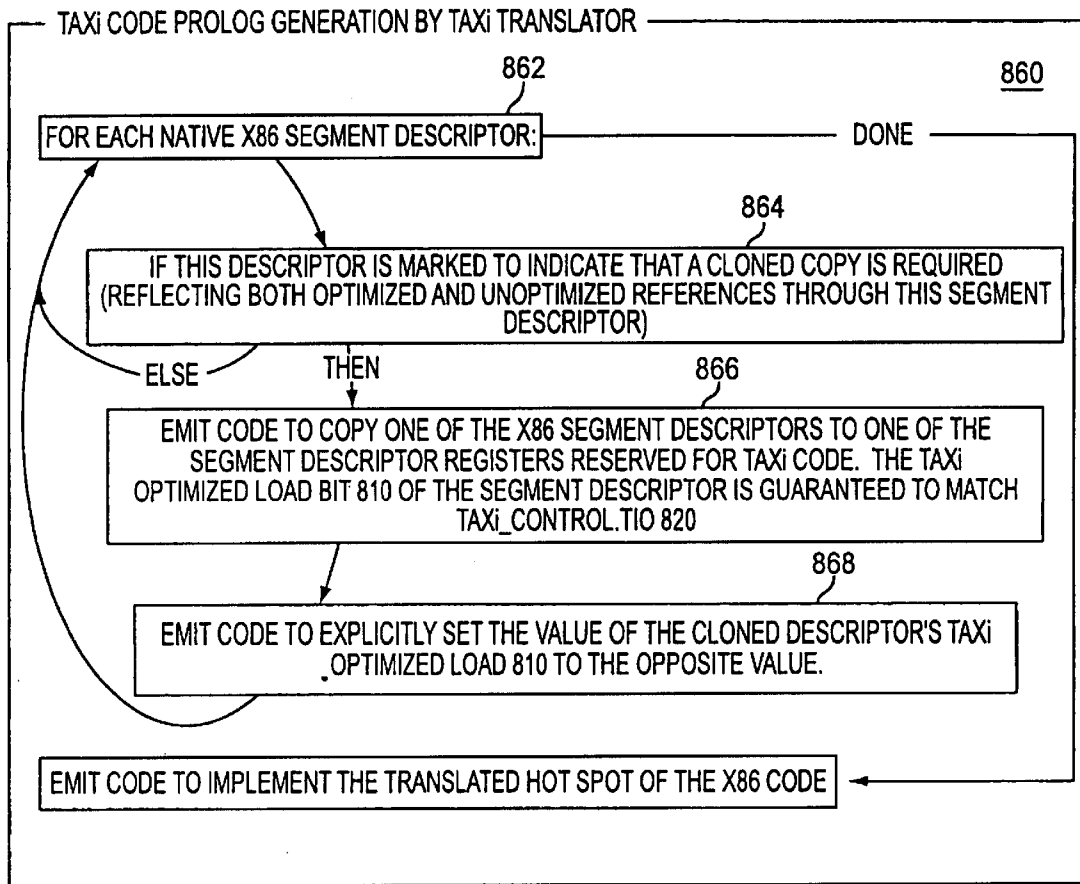 TAXi CODE PROLOG GENERATION BY TAXi TRANSLATOR
860
862
FOR EACH NATIVE X86 SEGMENT DESCRIPTOR:
DONE
864
IF THIS DESCRIPTOR IS MARKED TO INDICATE THAT A CLONED COPY IS REQUIRED
(REFLECTING BOTH OPTIMIZED AND UNOPTIMIZED REFERENCES THROUGH THIS SEGMENT
DESCRIPTOR)
ELSE
THEN
866
EMIT CODE TO COPY ONE OF THE X86 SEGMENT DESCRIPTORS TO ONE OF THE
SEGMENT DESCRIPTOR REGISTERS RESERVED FOR TAXi CODE. THE TAXi
OPTIMIZED LOAD BIT 810 OF THE SEGMENT DESCRIPTOR IS GUARANTEED TO MATCH
TAXi_CONTROL.TIO 820
868
EMIT CODE TO EXPLICITLY SET THE VALUE OF THE CLONED DESCRIPTOR'S TAXi
OPTIMIZED LOAD 810 TO THE OPPOSITE VALUE.
EMIT CODE TO IMPLEMENT THE TRANSLATED HOT SPOT OF THE X86 CODE